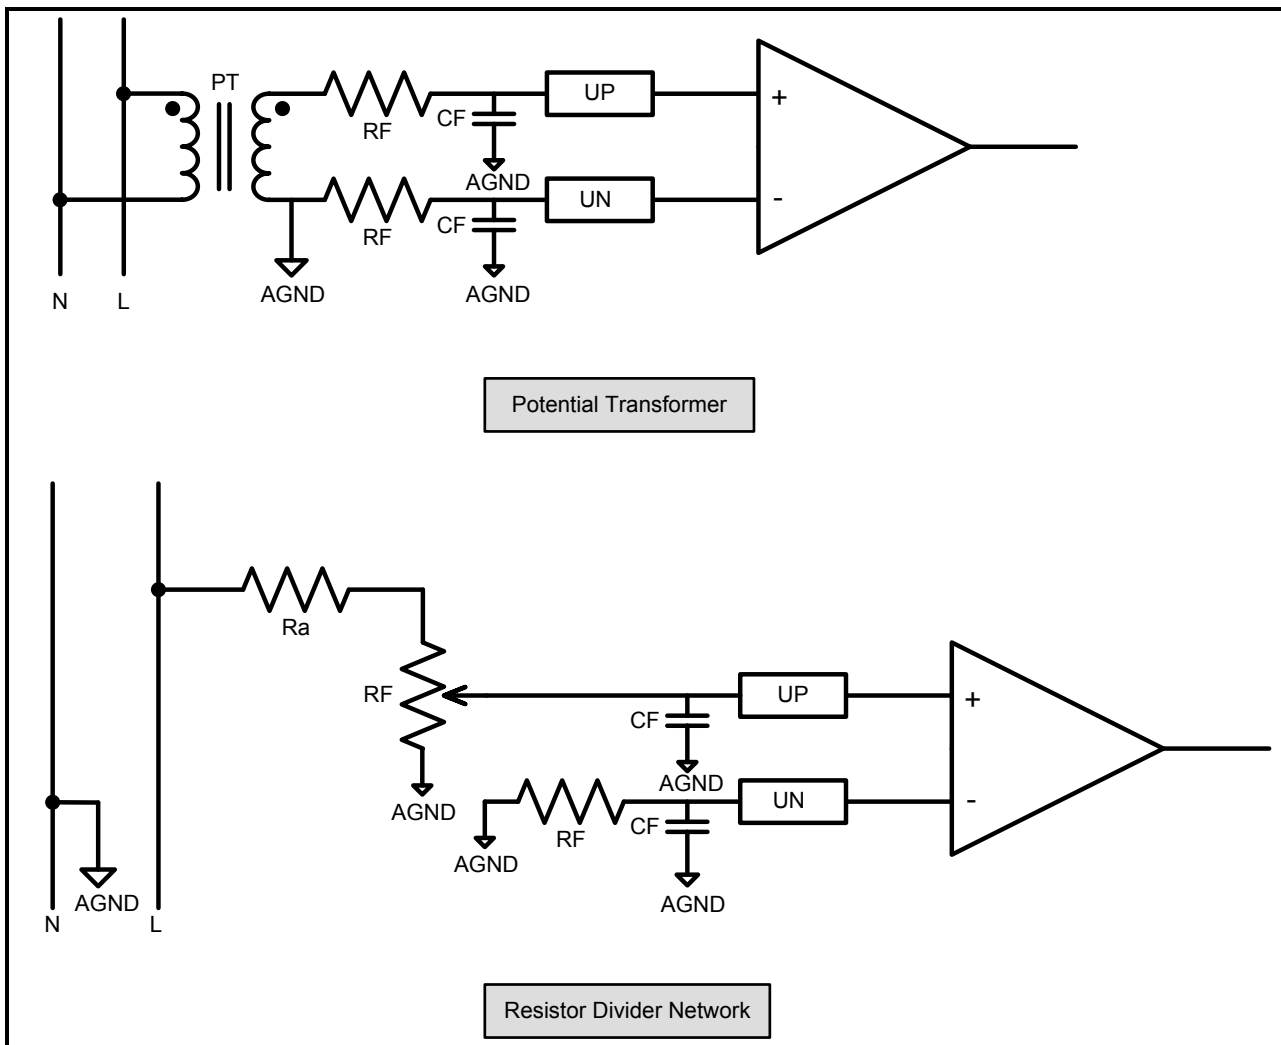 PT
UP
+
CF
RF
AGND
UN
-
CF
RF
AGND
AGND
N
L
Potential Transformer
Ra
RF
UP
+
CF
AGND
AGND
UN
-
CF
RF
AGND
AGND
AGND
N
L
Resistor Divider Network